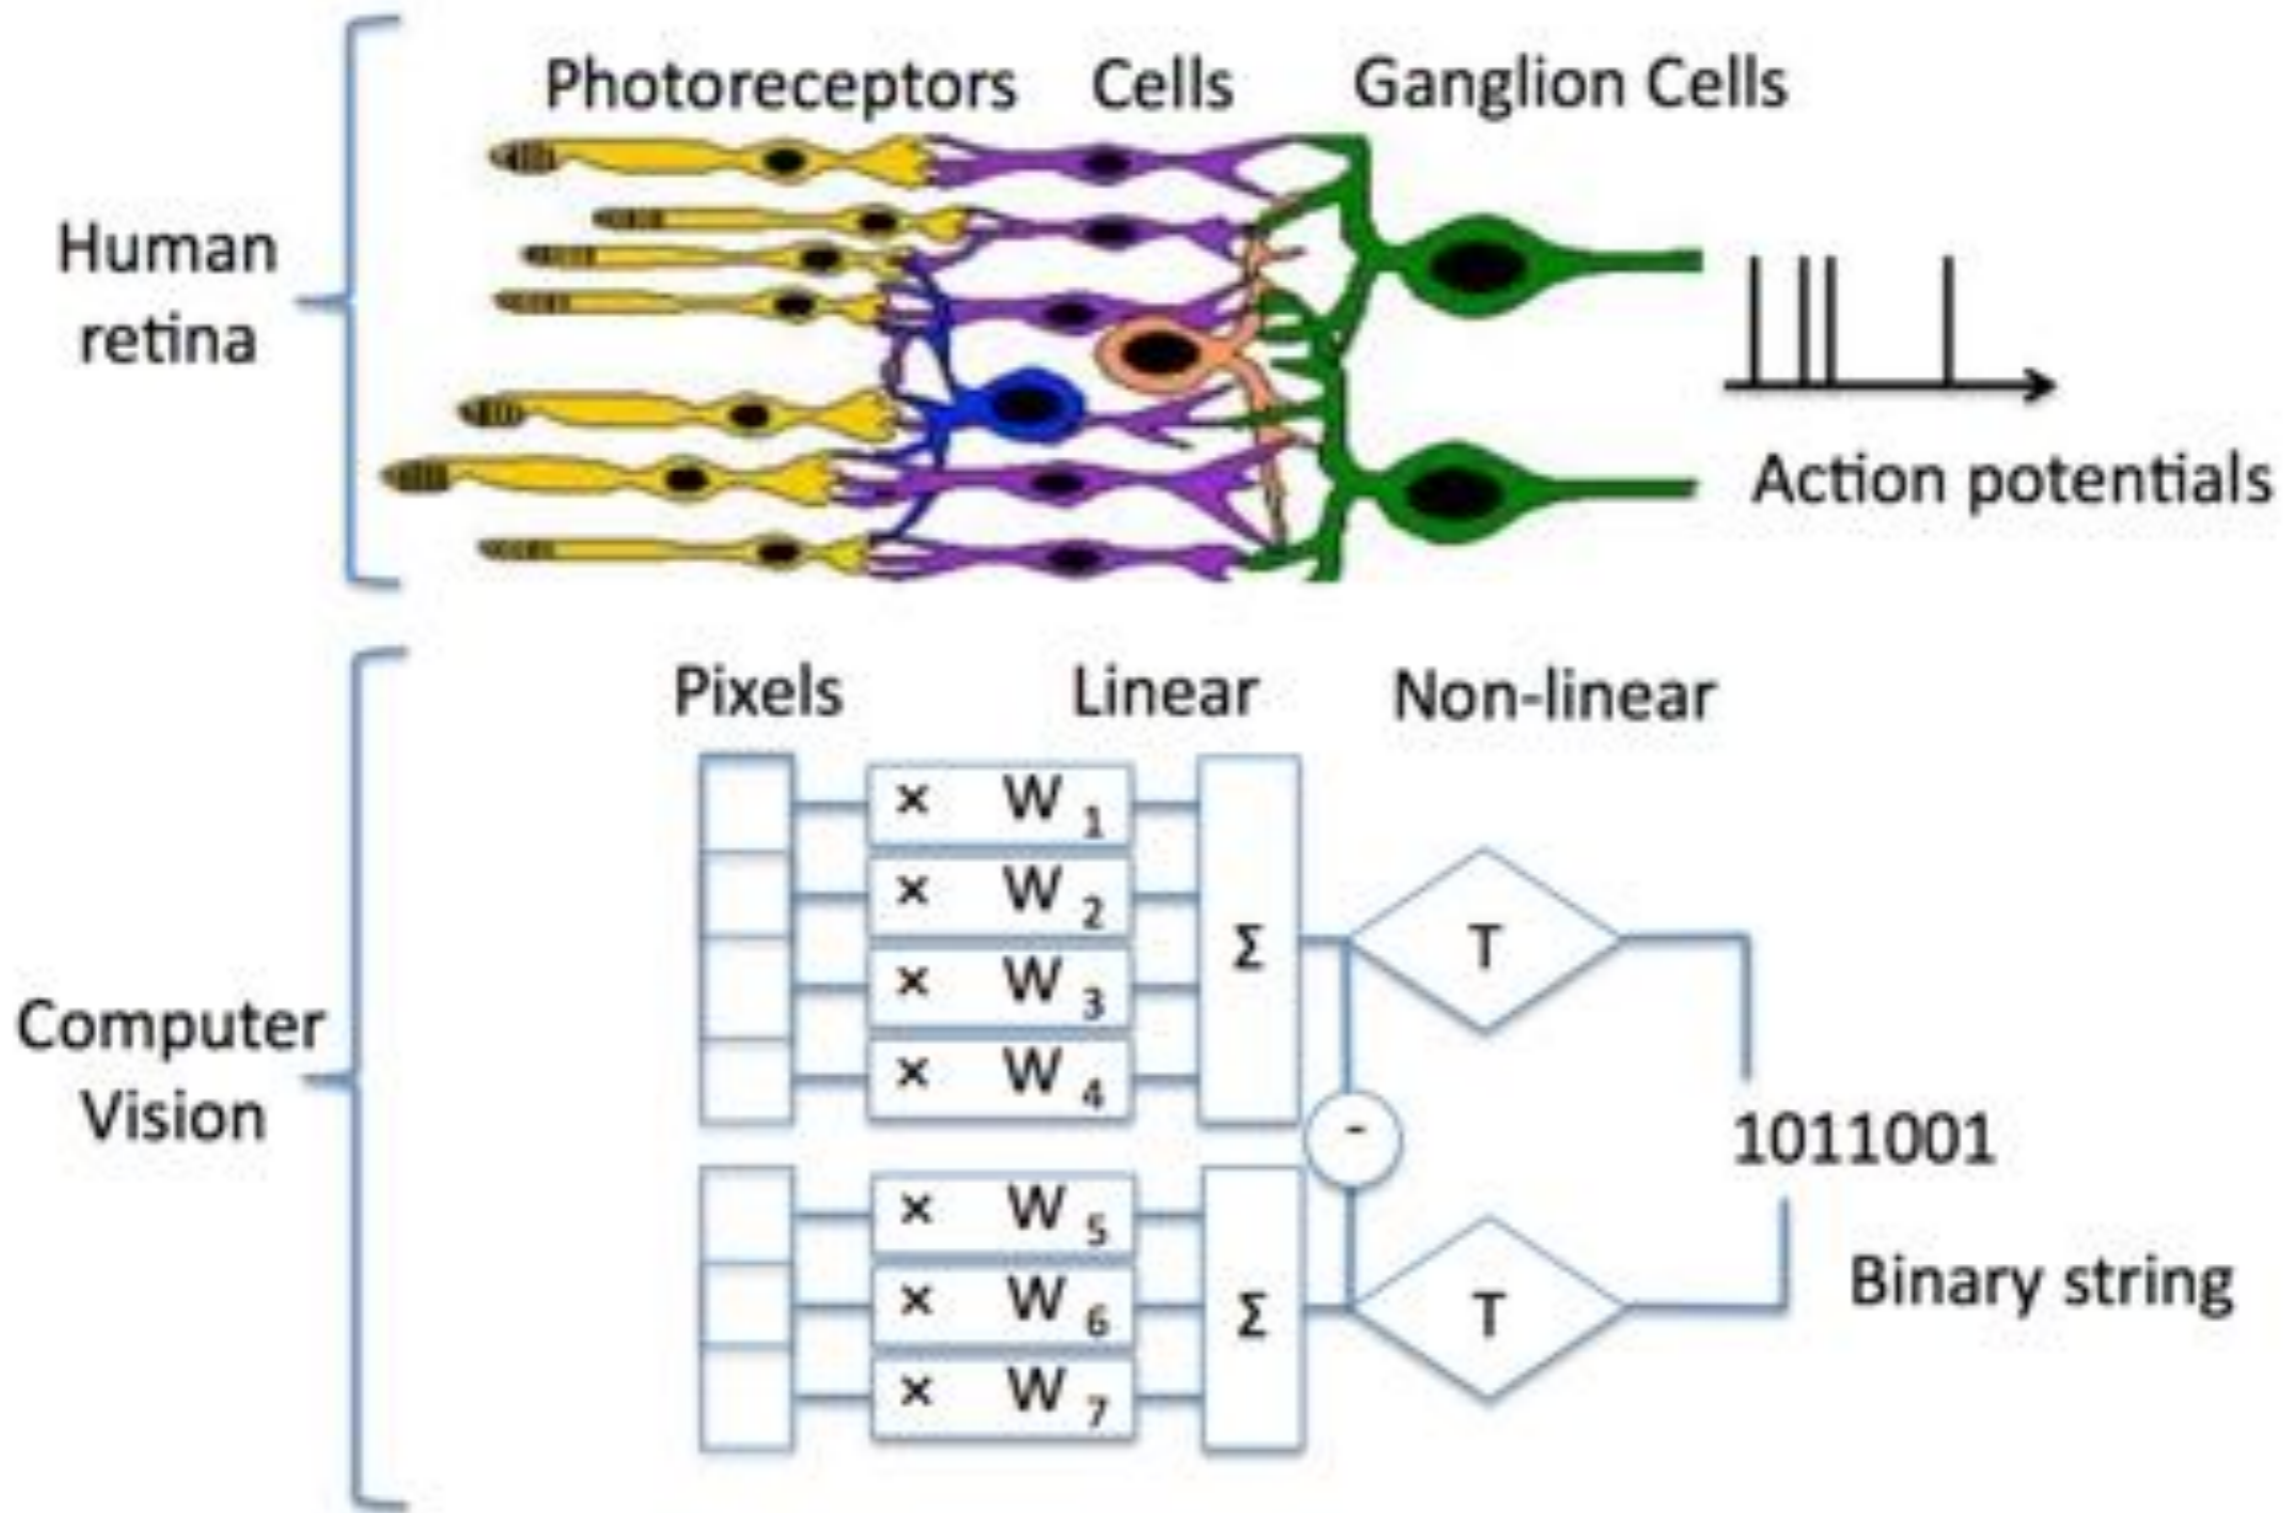 Photoreceptors Cells Ganglion Cells
Human
retina
Action potentials
Pixels Linear Non-linear
× W 1
× W 2
× W 3
× W 4
Σ
T
Computer
Vision
-
1011001
× W 5
× W 6
× W 7
Σ
T
Binary string